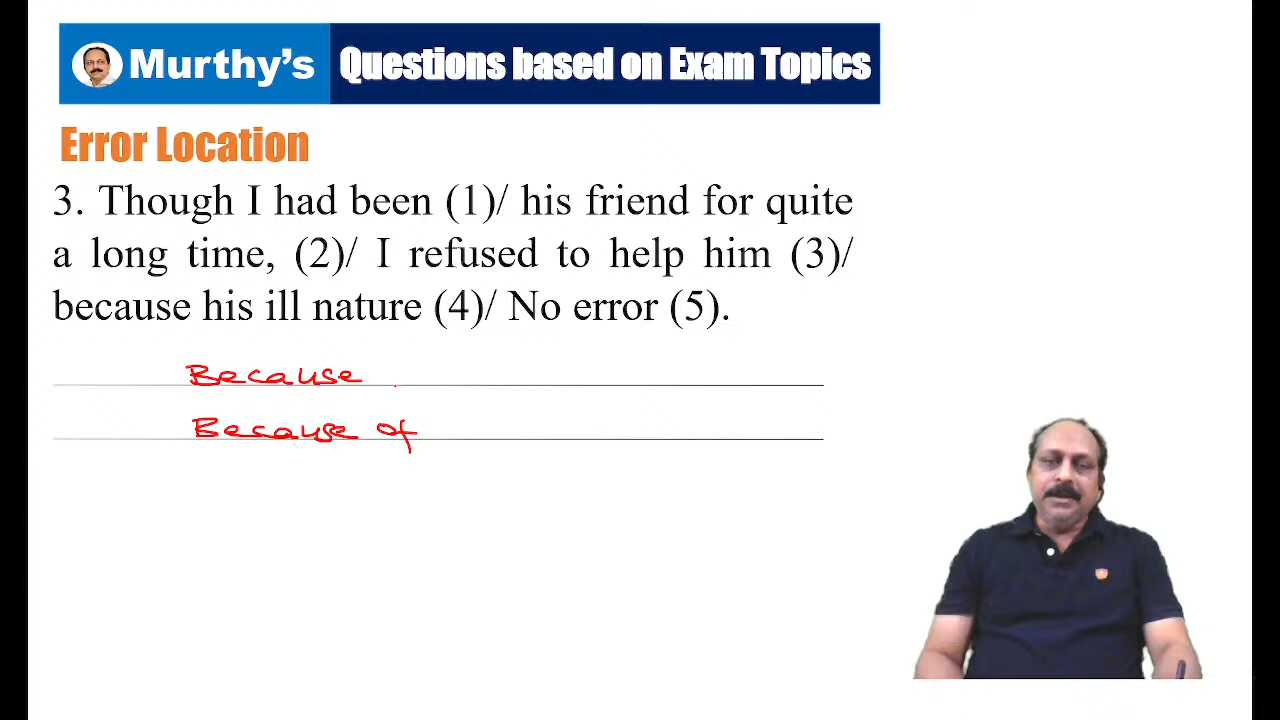 Murthy's Questions based on Exam Topics
Error Location
3. Though I had been (1)/ his friend for quite
a long time, (2)/ I refused to help him (3)/
because his ill nature (4)/ No error (5).
Because
Because of